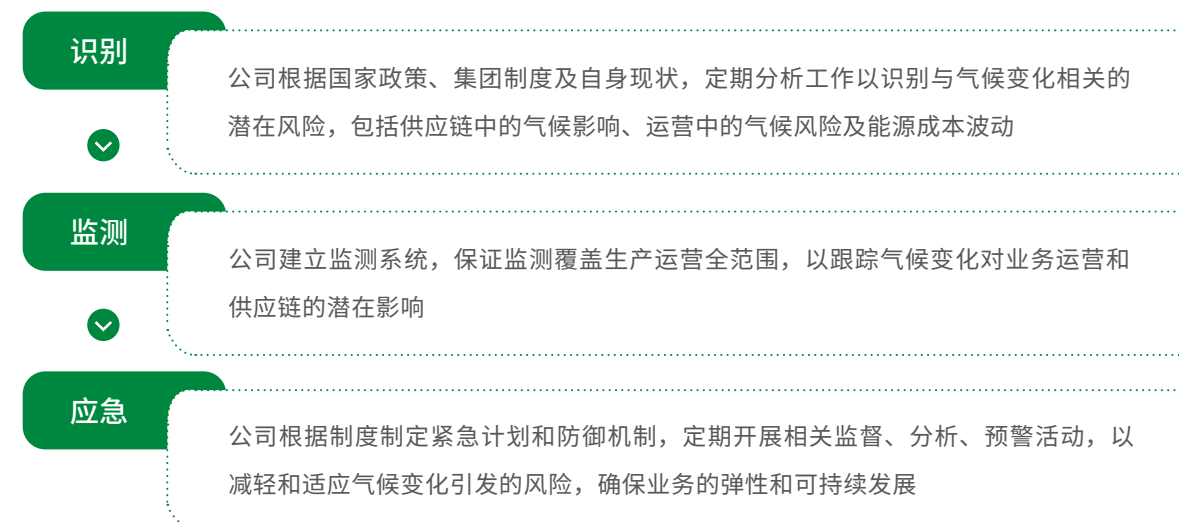 识别
公司根据国家政策、集团制度及自身现状，定期分析工作以识别与气候变化相关的
潜在风险，包括供应链中的气候影响、运营中的气候风险及能源成本波动
监测
公司建立监测系统，保证监测覆盖生产运营全范围，以跟踪气候变化对业务运营和
供应链的潜在影响
应急
公司根据制度制定紧急计划和防御机制，定期开展相关监督、分析、预警活动，以
减轻和适应气候变化引发的风险，确保业务的弹性和可持续发展